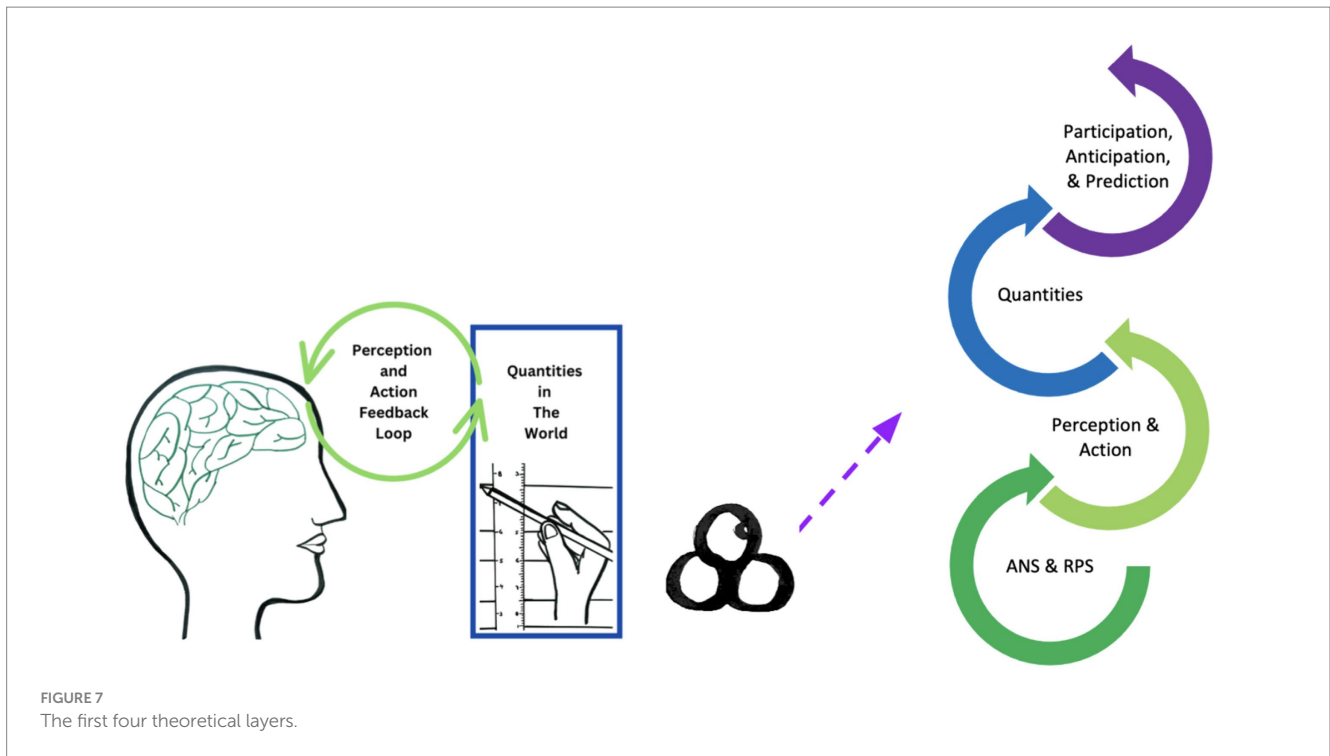 Perception
and
Action
Feedback
Loop
Quantities
in
The
World
Participation,
Anticipation,
& Prediction
Quantities
Perception &
Action
ANS & RPS
FIGURE 7
The first four theoretical layers.